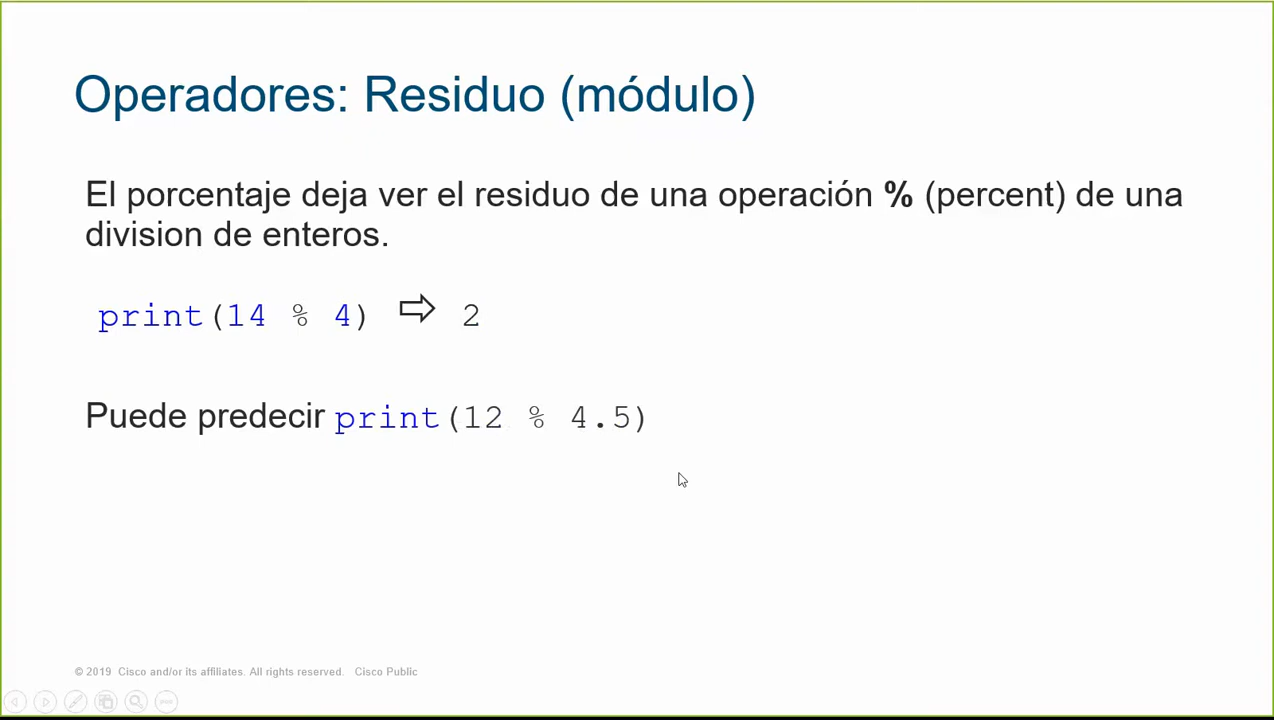 Operadores: Residuo (módulo)
El porcentaje deja ver el residuo de una operación % (percent) de una
division de enteros.
print(14 % 4) ⇨ 2
Puede predecir print(12 % 4.5)
© 2019 Cisco and/or its affiliates. All rights reserved. Cisco Public